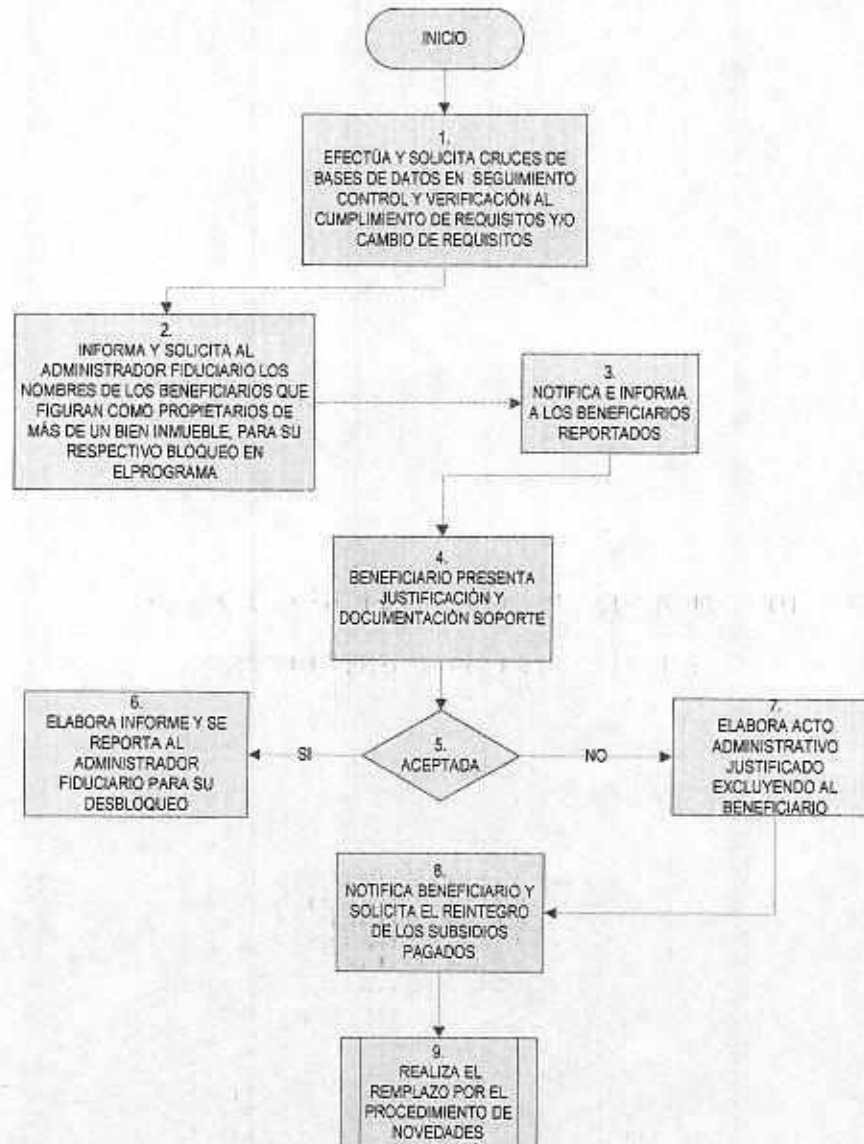 INICIO
1.
EFECTÚA Y SOLICITA CRUCES DE
BASES DE DATOS EN SEGUIMIENTO
CONTROL Y VERIFICACIÓN AL
CUMPLIMIENTO DE REQUISITOS Y/O
CAMBIO DE REQUISITOS
2.
INFORMA Y SOLICITA AL
ADMINISTRADOR FIDUCIARIO LOS
NOMBRES DE LOS BENEFICIARIOS QUE
FIGURAN COMO PROPIETARIOS DE
MÁS DE UN BIEN INMUEBLE, PARA SU
RESPECTIVO BLOQUEO EN
ELPROGRAMA
3.
NOTIFICA E INFORMA
A LOS BENEFICIARIOS
REPORTADOS
4.
BENEFICIARIO PRESENTA
JUSTIFICACIÓN Y
DOCUMENTACIÓN SOPORTE
5.
ACEPTADA
SI
NO
6.
ELABORA INFORME Y SE
REPORTA AL
ADMINISTRADOR
FIDUCIARIO PARA SU
DESBLOQUEO
7.
ELABORA ACTO
ADMINISTRATIVO
JUSTIFICADO
EXCLUYENDO AL
BENEFICIARIO
8.
NOTIFICA BENEFICIARIO Y
SOLICITA EL REINTEGRO
DE LOS SUBSIDIOS
PAGADOS
9.
REALIZA EL
REMPLAZO POR EL
PROCEDIMIENTO DE
NOVEDADES